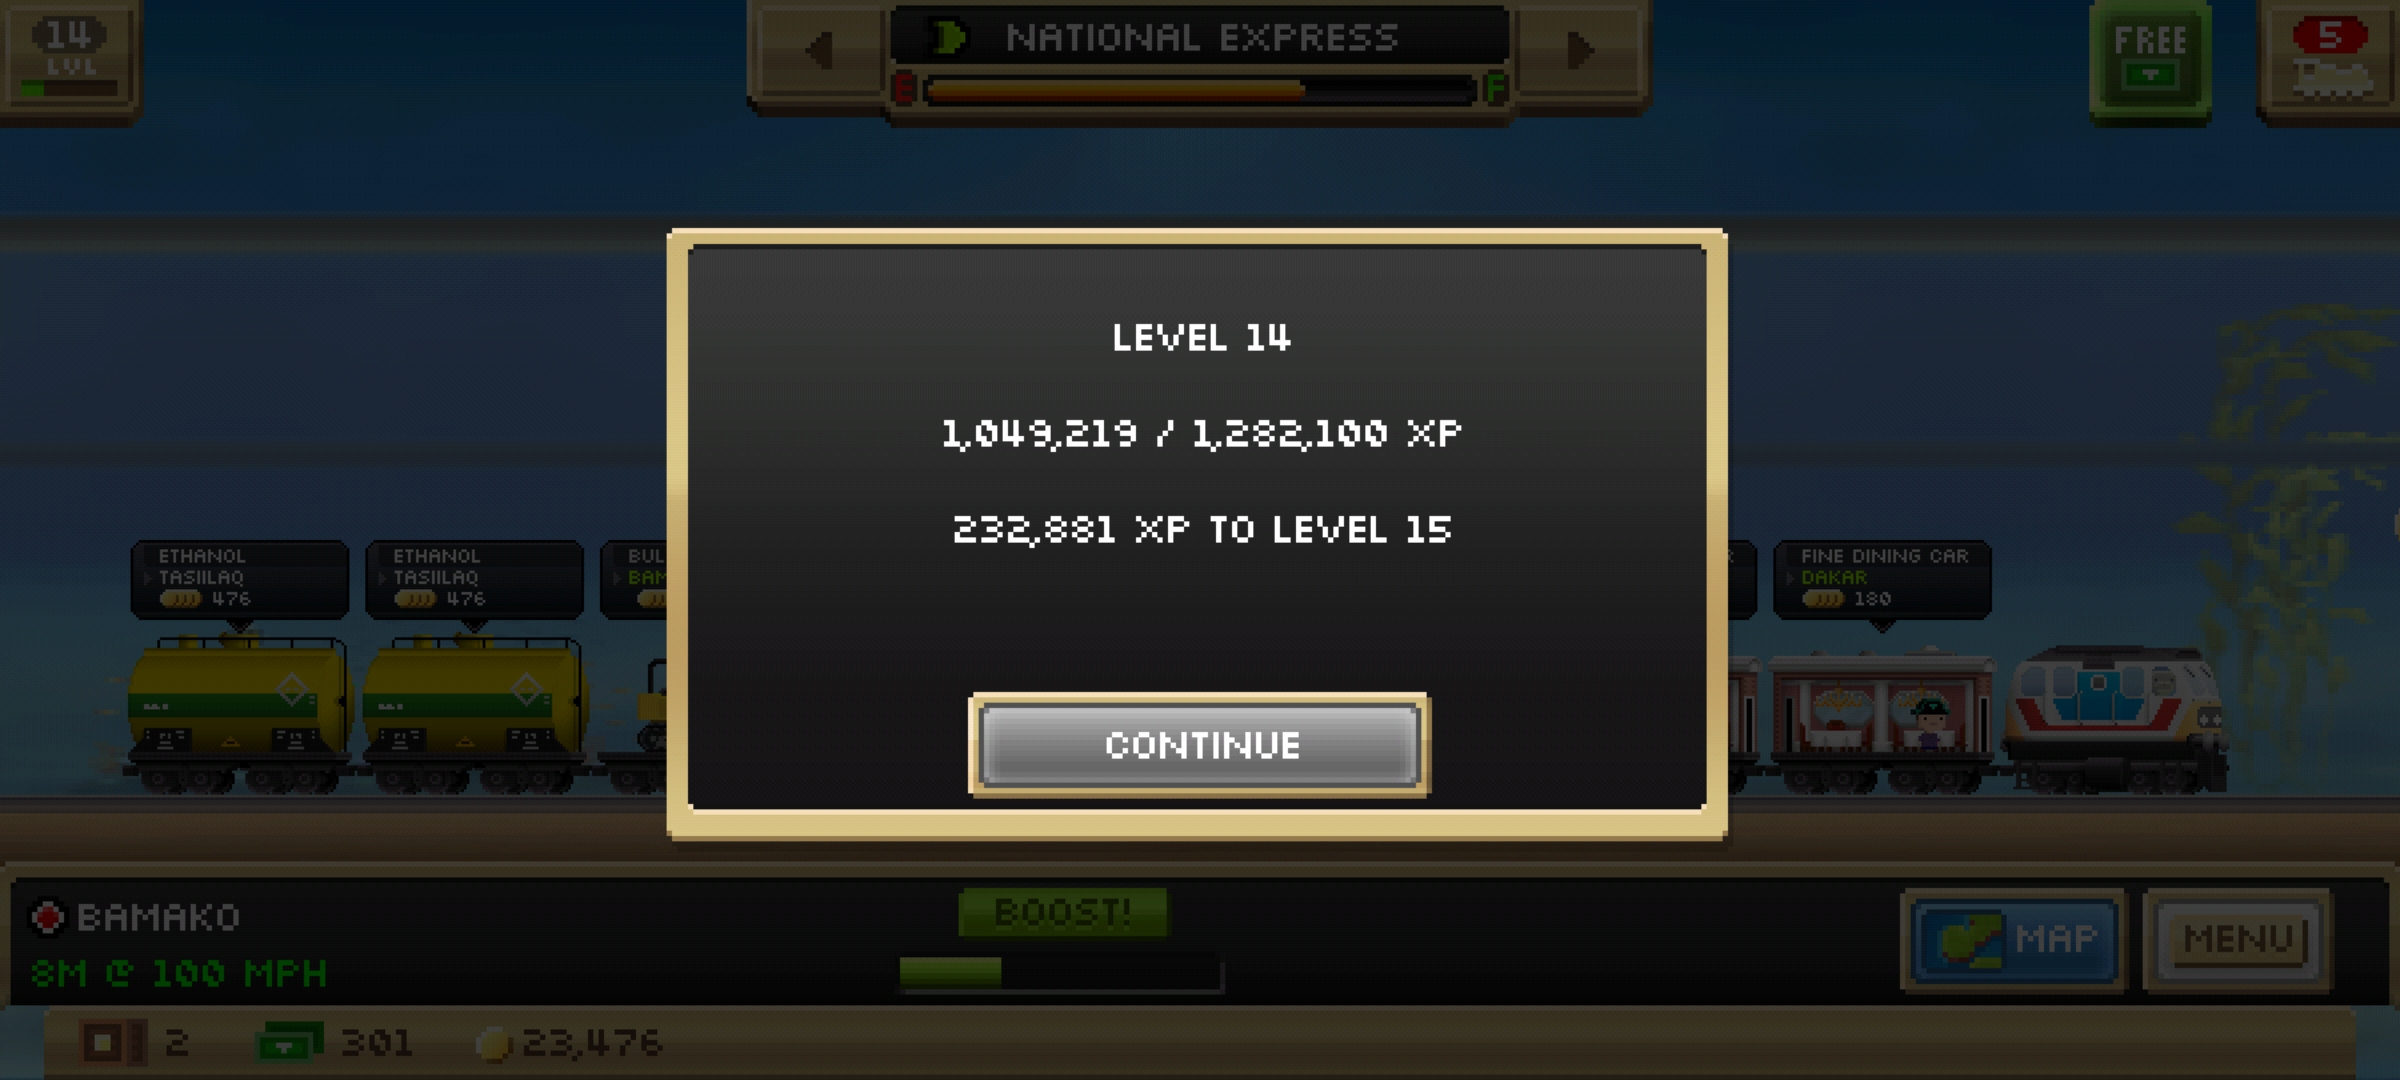 14
LVL
NATIONAL EXPRESS
E
F
FREE
5
LEVEL 14
1,049,219 / 1,282,100 XP
232,881 XP TO LEVEL 15
CONTINUE
ETHANOL
TASIILAQ
476
ETHANOL
TASIILAQ
476
BUL
BAM
FINE DINING CAR
DAKAR
180
BAMAKO
8M @ 100 MPH
BOOST!
MAP
MENU
2
301
23,476